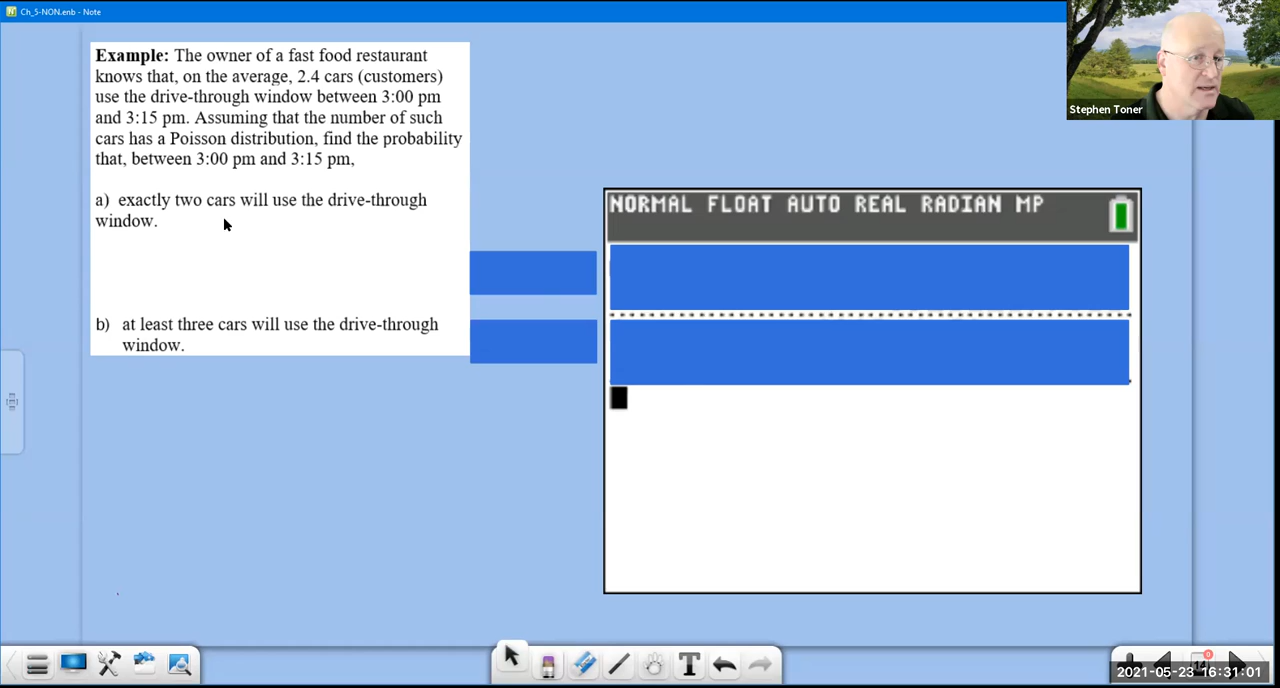 Ch_5-NON.enb - Note
Example: The owner of a fast food restaurant
knows that, on the average, 2.4 cars (customers)
use the drive-through window between 3:00 pm
and 3:15 pm. Assuming that the number of such
cars has a Poisson distribution, find the probability
that, between 3:00 pm and 3:15 pm,
a) exactly two cars will use the drive-through
window.
b) at least three cars will use the drive-through
window.
NORMAL FLOAT AUTO REAL RADIAN MP
Stephen Toner
T
2021-05-23 16:31:01